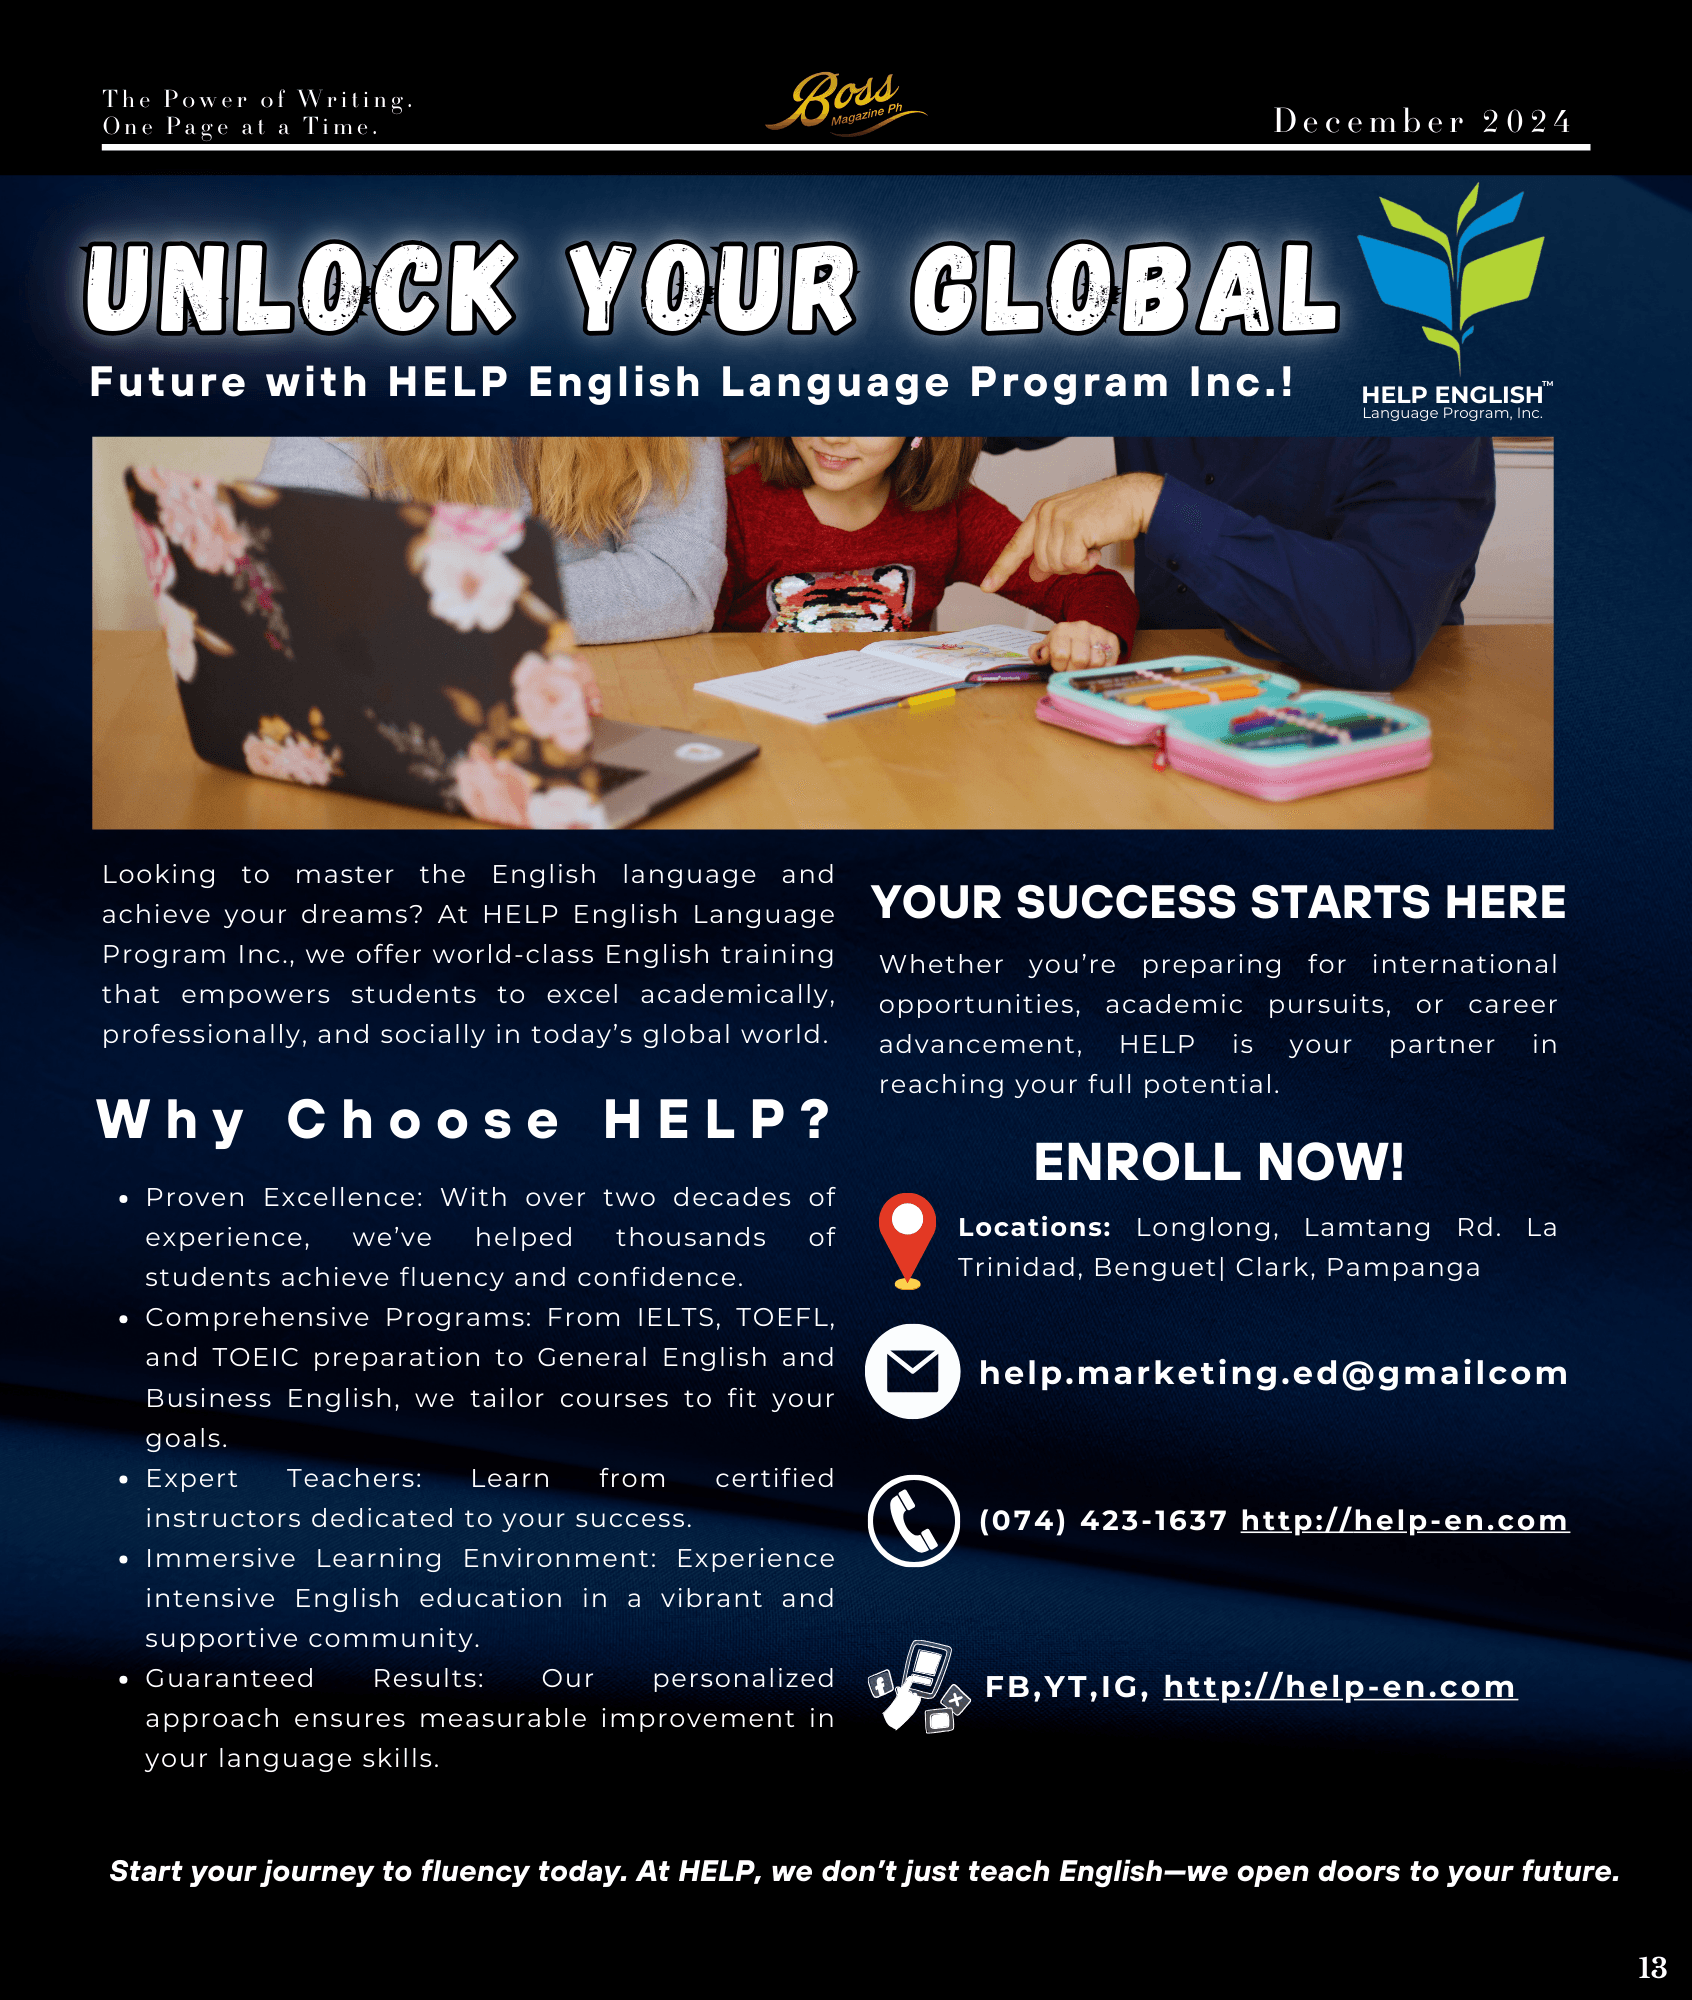 The Power of Writing.
One Page at a Time.
Boss
Magazine Ph
December 2024
UNLOCK YOUR GLOBAL
Future with HELP English Language Program Inc.!
HELP ENGLISH™
Language Program, Inc.
Looking to master the English language and
achieve your dreams? At HELP English Language
Program Inc., we offer world-class English training
that empowers students to excel academically,
professionally, and socially in today’s global world.
Why Choose HELP?
• Proven Excellence: With over two decades of
experience, we’ve helped thousands of
students achieve fluency and confidence.
• Comprehensive Programs: From IELTS, TOEFL,
and TOEIC preparation to General English and
Business English, we tailor courses to fit your
goals.
• Expert Teachers: Learn from certified
instructors dedicated to your success.
• Immersive Learning Environment: Experience
intensive English education in a vibrant and
supportive community.
• Guaranteed Results: Our personalized
approach ensures measurable improvement in
your language skills.
YOUR SUCCESS STARTS HERE
Whether you’re preparing for international
opportunities, academic pursuits, or career
advancement, HELP is your partner in
reaching your full potential.
ENROLL NOW!
Locations: Longlong, Lamtang Rd. La
Trinidad, Benguet| Clark, Pampanga
help.marketing.ed@gmailcom
(074) 423-1637 http://help-en.com
FB,YT,IG, http://help-en.com
Start your journey to fluency today. At HELP, we don’t just teach English—we open doors to your future.
13